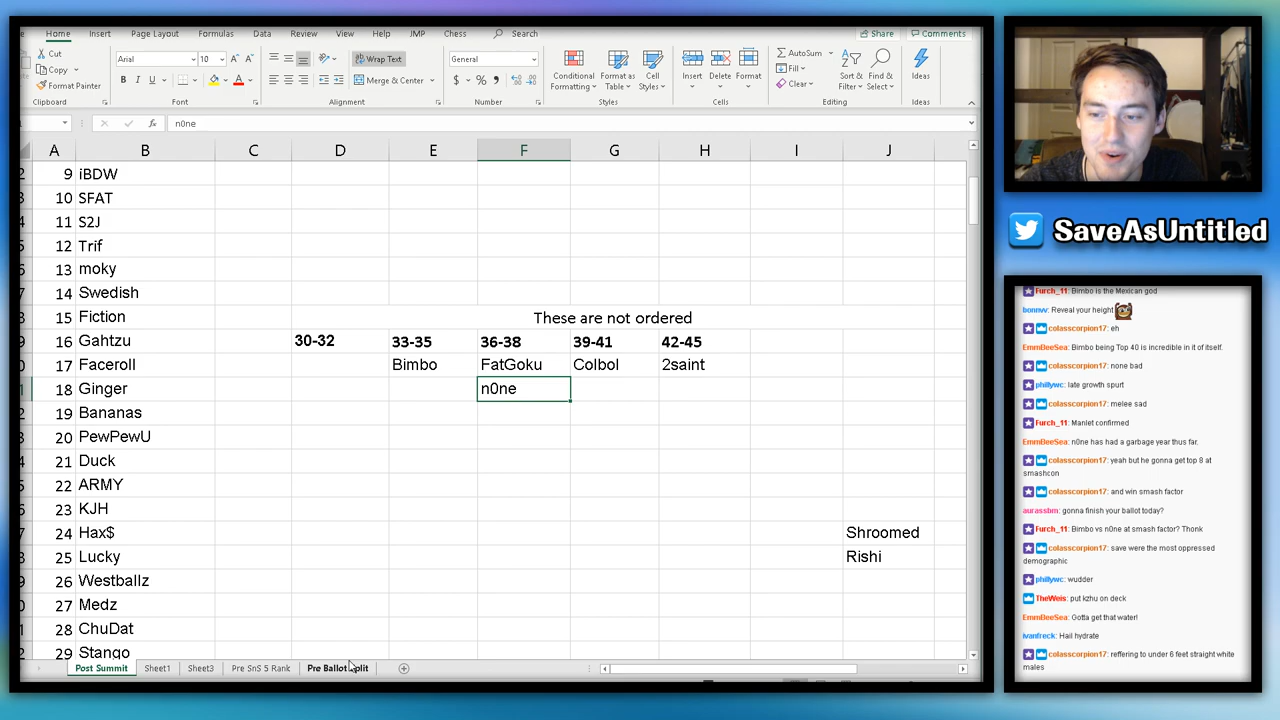 Home Insert Page Layout Formulas Data Review View Help JMP Chess Search Share Comments
Cut
Copy
Format Painter
Clipboard
Arial 10
B I U
Font
Wrap Text
Merge & Center
Alignment
General
$ % ,
Number
Conditional Formatting
Format as Table
Cell Styles
Styles
Insert Delete Format
Cells
AutoSum
Fill
Clear
Sort & Filter
Find & Select
Editing
Ideas
Ideas
n0ne
A B C D E F G H I J
9 iBDW
10 SFAT
11 S2J
12 Trif
13 moky
14 Swedish
15 Fiction These are not ordered
16 Gahtzu 30-32 33-35 36-38 39-41 42-45
17 Faceroll Bimbo FatGoku Colbol 2saint
18 Ginger n0ne
19 Bananas
20 PewPewU
21 Duck
22 ARMY
23 KJH
24 Hax$ Shroomed
25 Lucky Rishi
26 Westballz
27 Medz
28 ChuDat
29 Stango
Post Summit Sheet1 Sheet3 Pre SnS 5 Rank Pre Ballot Split
SaveAsUntitled
Furch_11: Bimbo is the Mexican god
bonnvv: Reveal your height
colasscorpion17: eh
EmmBeeSea: Bimbo being Top 40 is incredible in it of itself.
colasscorpion17: none bad
phillywc: late growth spurt
colasscorpion17: melee sad
Furch_11: Manlet confirmed
EmmBeeSea: n0ne has had a garbage year thus far.
colasscorpion17: yeah but he gonna get top 8 at
smashcon
colasscorpion17: and win smash factor
aurassbm: gonna finish your ballot today?
Furch_11: Bimbo vs n0ne at smash factor? Thonk
colasscorpion17: save were the most oppressed
demographic
phillywc: wudder
TheWeis: put kzhu on deck
EmmBeeSea: Gotta get that water!
ivanfreck: Hail hydrate
colasscorpion17: reffering to under 6 feet straight white
males